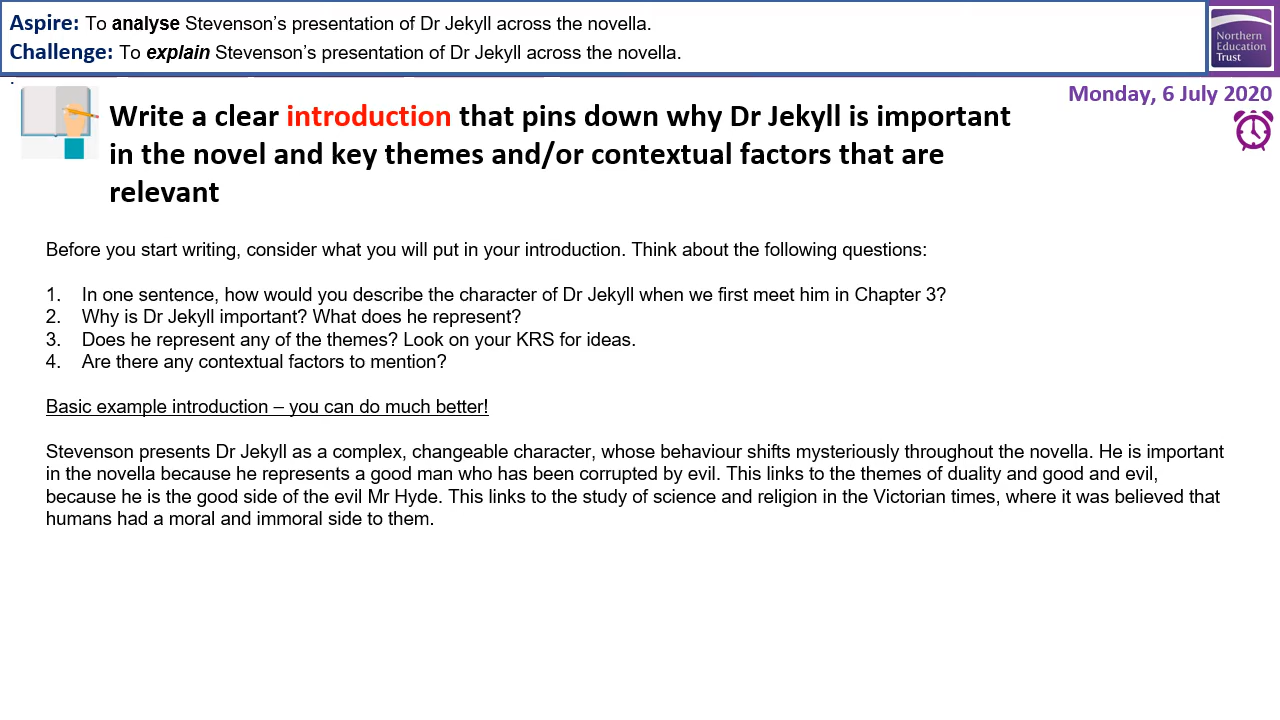 Aspire: To analyse Stevenson's presentation of Dr Jekyll across the novella.
Challenge: To explain Stevenson's presentation of Dr Jekyll across the novella.
Northern
Education
Trust
Monday, 6 July 2020
Write a clear introduction that pins down why Dr Jekyll is important
in the novel and key themes and/or contextual factors that are
relevant
Before you start writing, consider what you will put in your introduction. Think about the following questions:
1. In one sentence, how would you describe the character of Dr Jekyll when we first meet him in Chapter 3?
2. Why is Dr Jekyll important? What does he represent?
3. Does he represent any of the themes? Look on your KRS for ideas.
4. Are there any contextual factors to mention?
Basic example introduction – you can do much better!
Stevenson presents Dr Jekyll as a complex, changeable character, whose behaviour shifts mysteriously throughout the novella. He is important
in the novella because he represents a good man who has been corrupted by evil. This links to the themes of duality and good and evil,
because he is the good side of the evil Mr Hyde. This links to the study of science and religion in the Victorian times, where it was believed that
humans had a moral and immoral side to them.